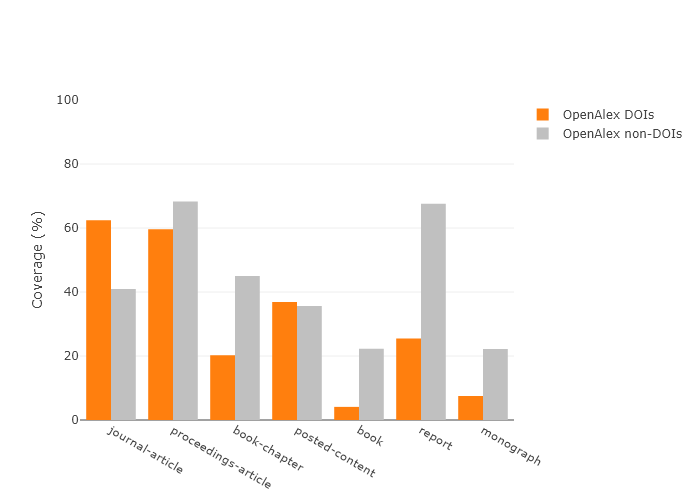 100
80
60
40
20
0
Coverage (%)
journal-article
proceedings-article
book-chapter
posted-content
book
report
monograph
OpenAlex DOIs
OpenAlex non-DOIs